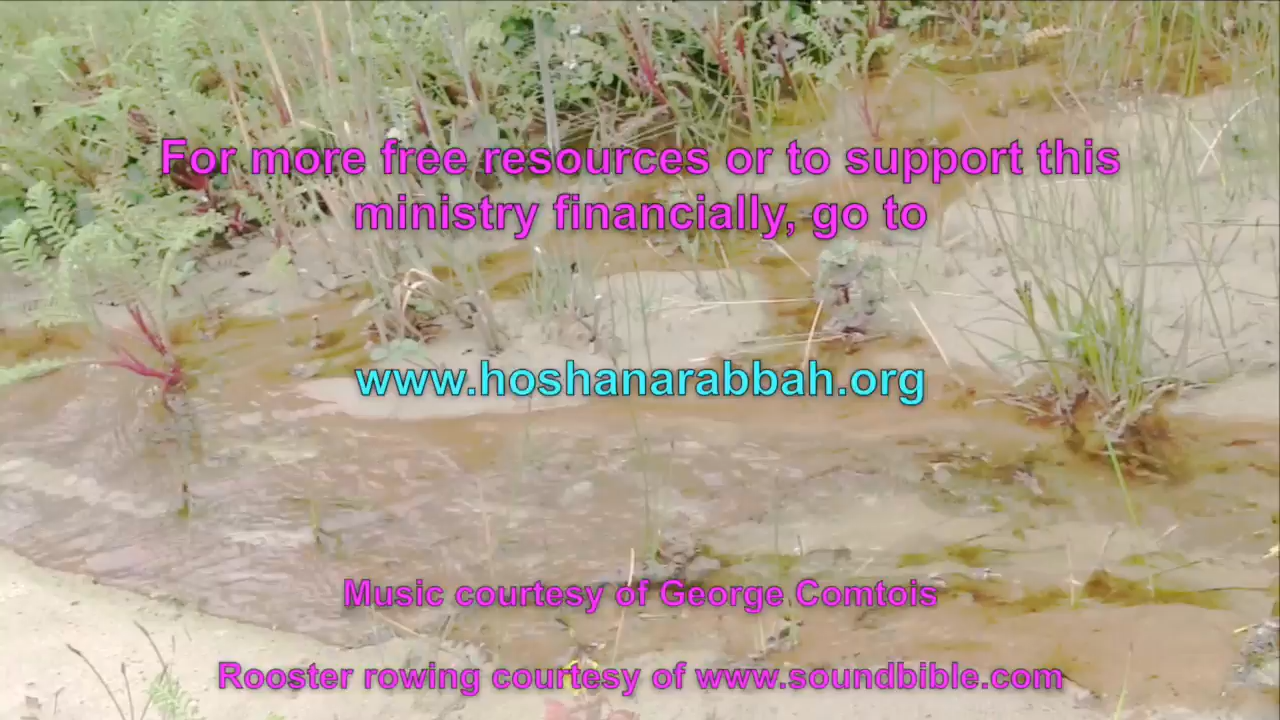 For more free resources or to support this
ministry financially, go to
www.hoshanarabbah.org
Music courtesy of George Comtois
Rooster rowing courtesy of www.soundbible.com